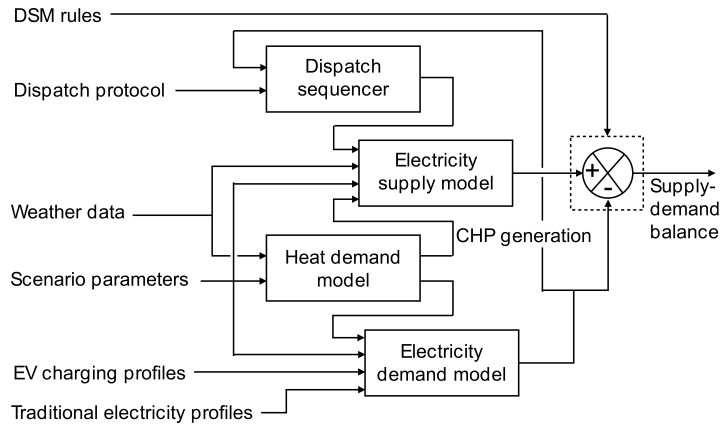 DSM rules
Dispatch
sequencer
Dispatch protocol
Electricity
supply model
+
-
Supply-
demand
balance
Weather data
CHP generation
Heat demand
model
Scenario parameters
Electricity
demand model
EV charging profiles
Traditional electricity profiles